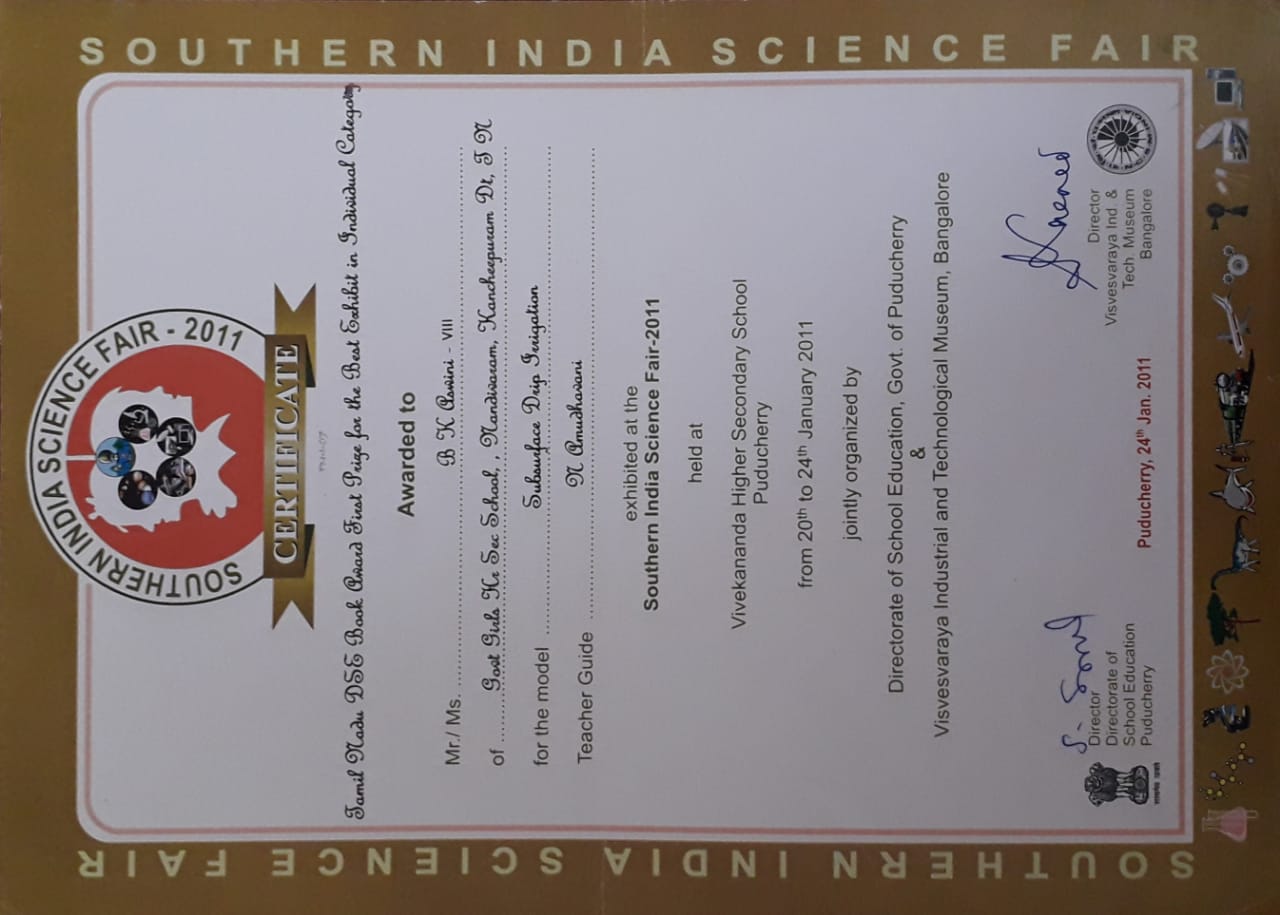 SOUTHERN INDIA SCIENCE FAIR
SOUTHERN INDIA SCIENCE FAIR - 2011
CERTIFICATE
Tamil Nadu DSE Book Award First Prize for the Best Exhibit in Individual Category
Awarded to
Mr./ Ms. B K Aswini - VIII
of Govt Girls Hr Sec School, , Nandivaram, Kancheepuram Dt, T N
for the model Subsurface Drip Irrigation
Teacher Guide N Amudhavani
exhibited at the
Southern India Science Fair-2011
held at
Vivekananda Higher Secondary School
Puducherry
from 20th to 24th January 2011
jointly organized by
Directorate of School Education, Govt. of Puducherry
&
Visvesvaraya Industrial and Technological Museum, Bangalore
Director
Directorate of
School Education
Puducherry
Puducherry, 24th Jan. 2011
Director
Visvesvaraya Ind. &
Tech. Museum
Bangalore
SOUTHERN INDIA SCIENCE FAIR